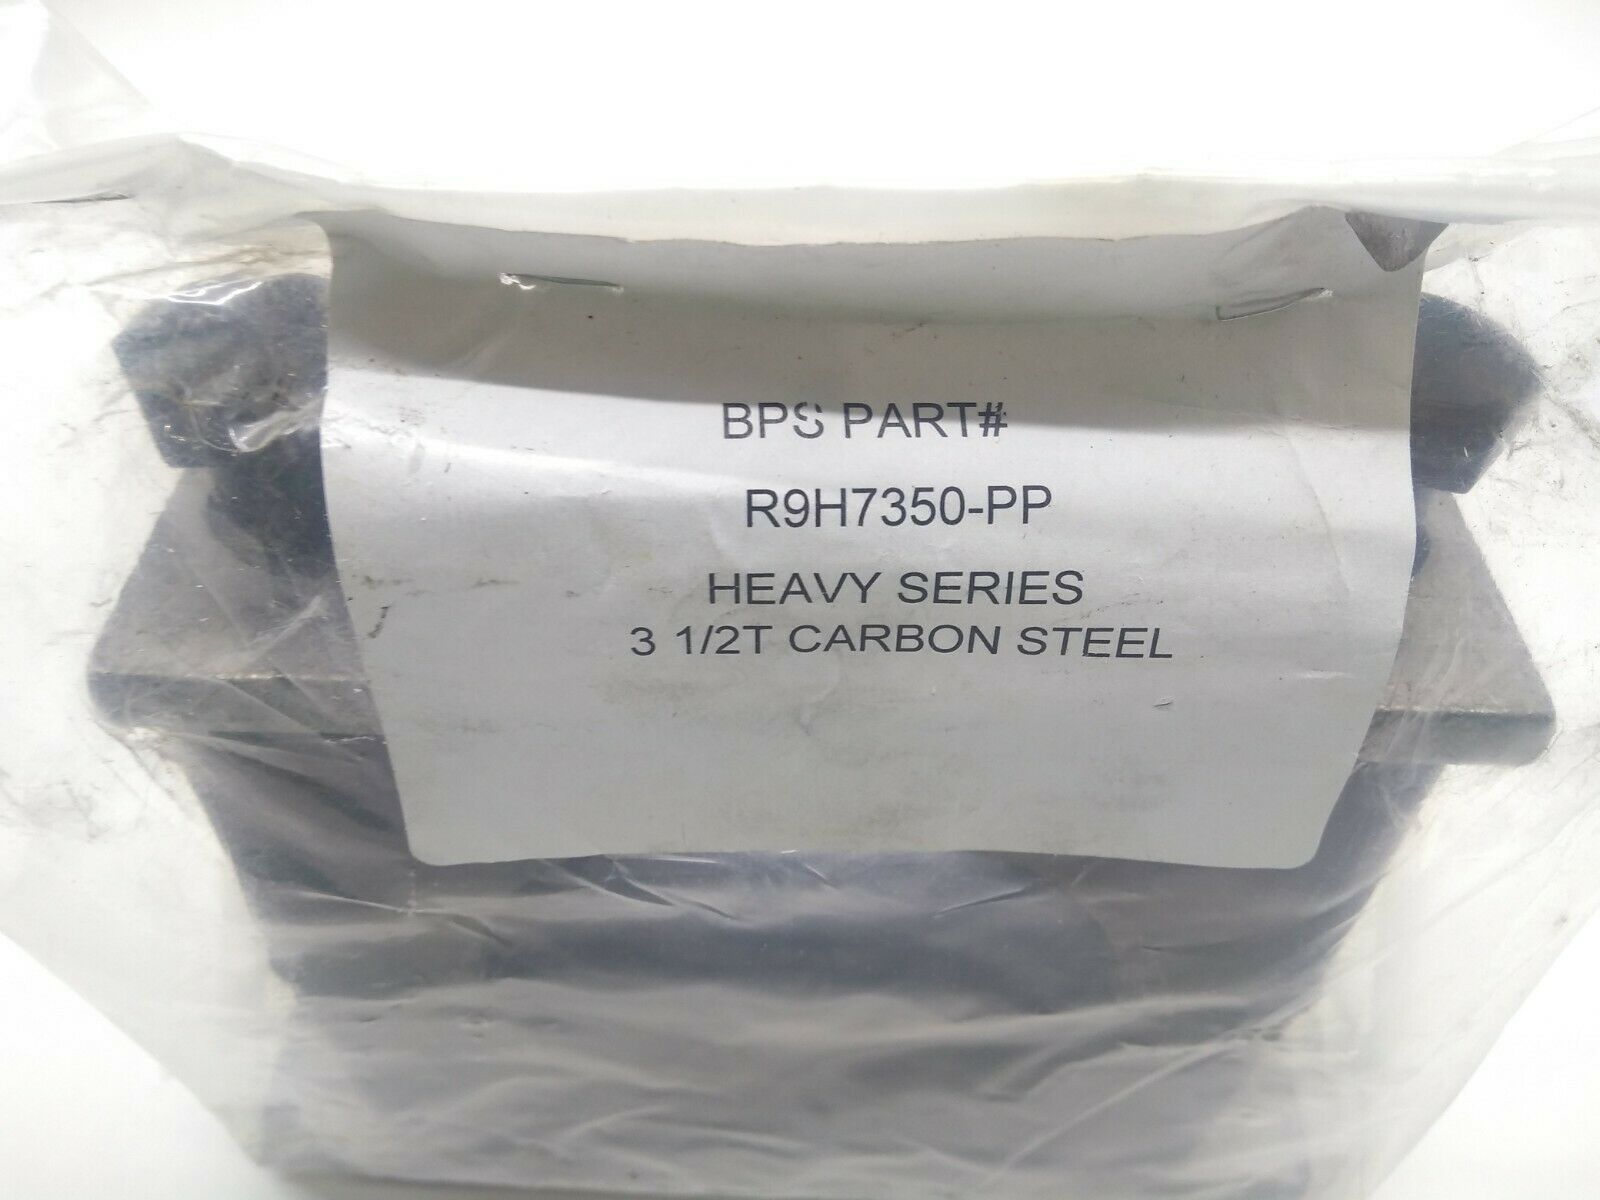 BPS PART#
R9H7350-PP
HEAVY SERIES
3 1/2T CARBON STEEL